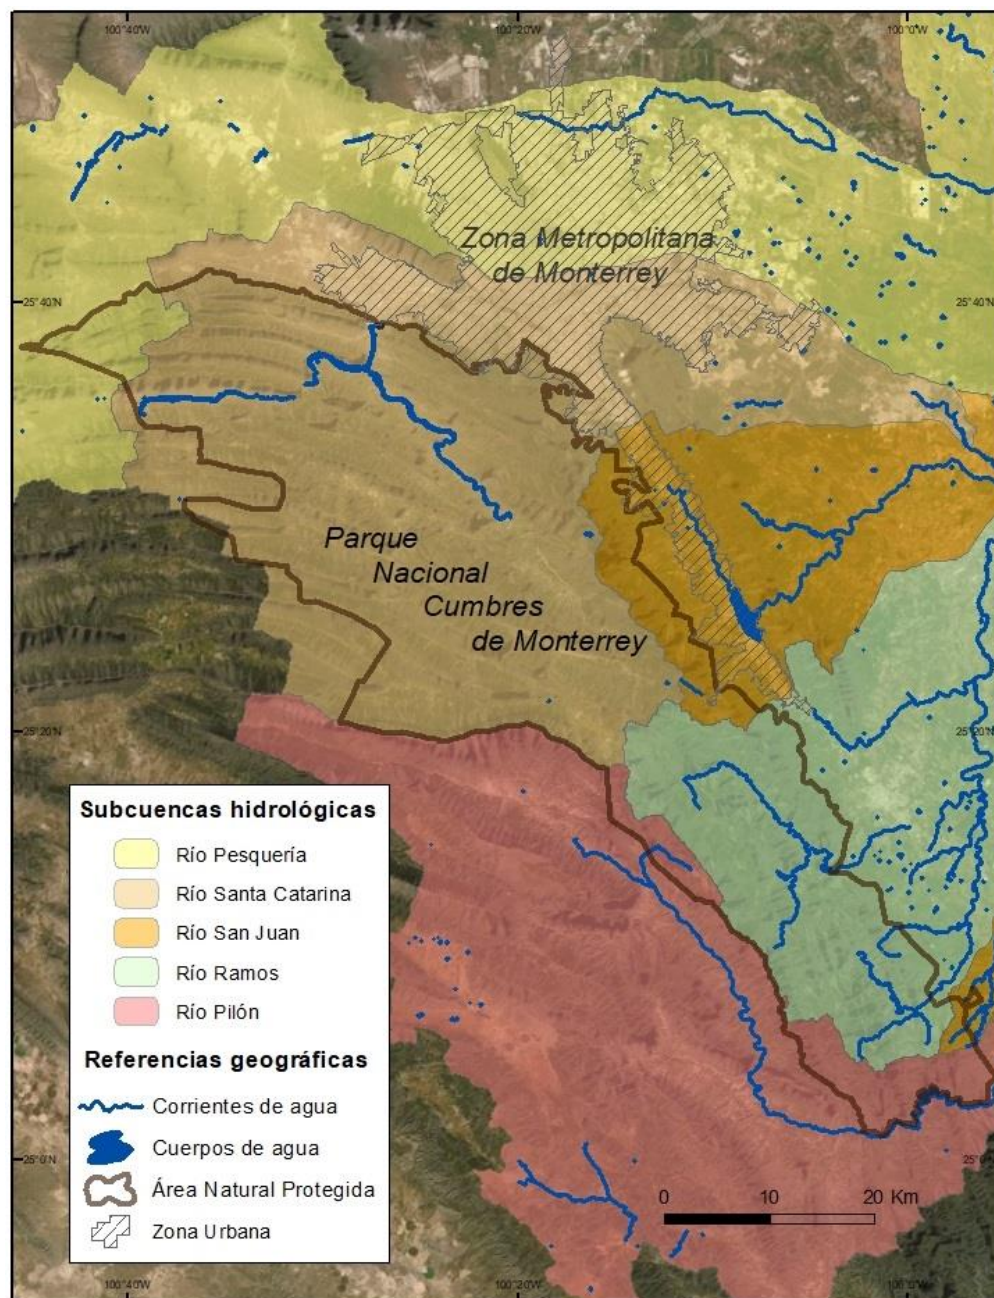 100°40'W 100°20'W 100°0'W
Zona Metropolitana
de Monterrey
25°40'N 25°40'N
Parque
Nacional
Cumbres
de Monterrey
25°20'N 25°20'N
Subcuencas hidrológicas
Río Pesquería
Río Santa Catarina
Río San Juan
Río Ramos
Río Pilón
Referencias geográficas
Corrientes de agua
Cuerpos de agua
Área Natural Protegida
Zona Urbana
25°0'N
0 10 20 Km
100°40'W 100°20'W 100°0'W